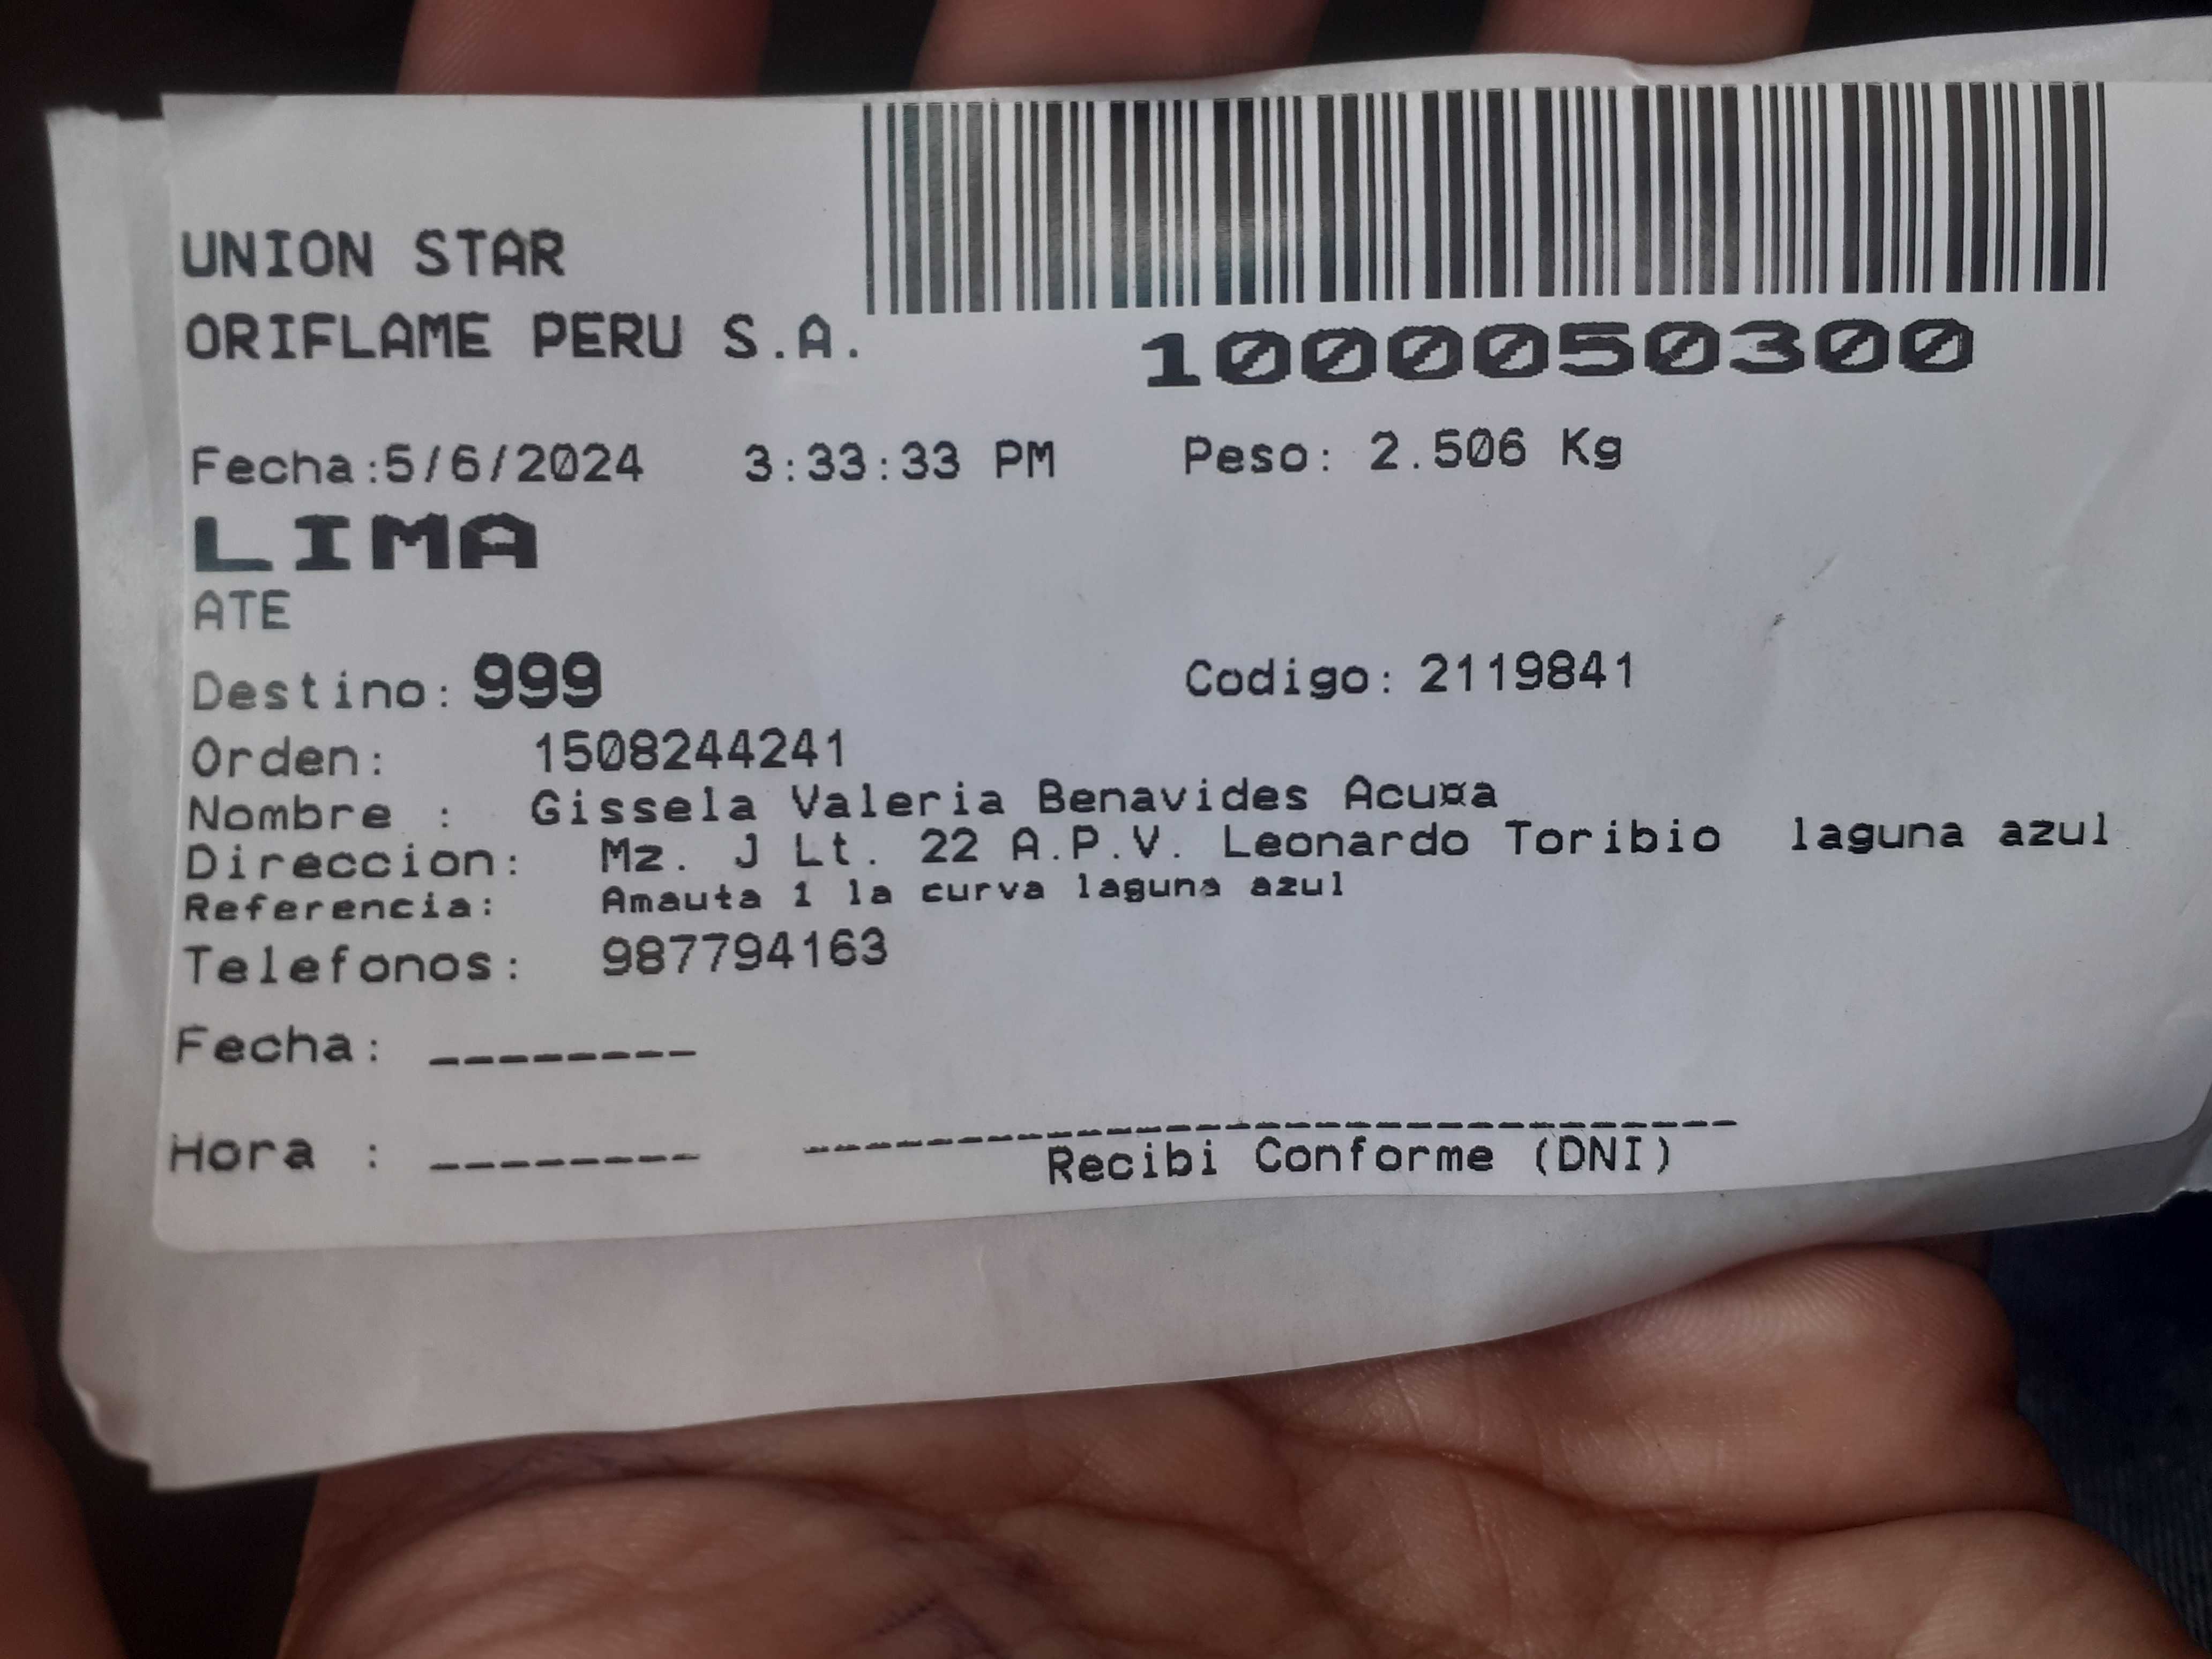 UNION STAR
ORIFLAME PERU S.A.
1000050300
Fecha:5/6/2024 3:33:33 PM Peso: 2.506 Kg
LIMA
ATE
Destino: 999 Codigo: 2119841
Orden: 1508244241
Nombre : Gissela Valeria Benavides Acu¤a
Direccion: Mz. J Lt. 22 A.P.V. Leonardo Toribio laguna azul
Referencia: Amauta 1 la curva laguna azul
Telefonos: 987794163
Fecha: ________
Hora : ________
Recibi Conforme (DNI)